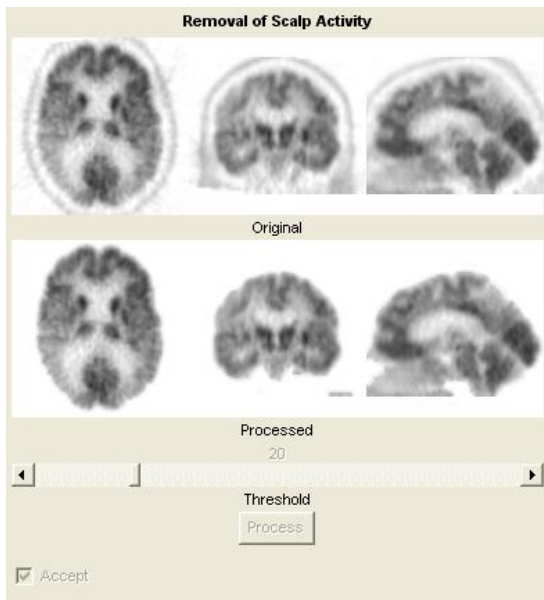 Removal of Scalp Activity
Original
Processed
20
Threshold
Process
Accept